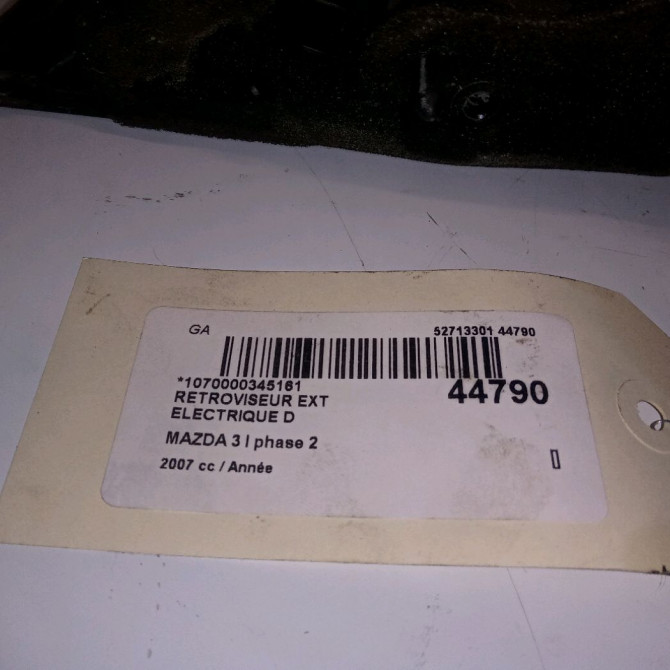 GA
52713301 44790
*1070000345161
44790
RETROVISEUR EXT
ELECTRIQUE D
MAZDA 3 I phase 2
2007 cc / Année